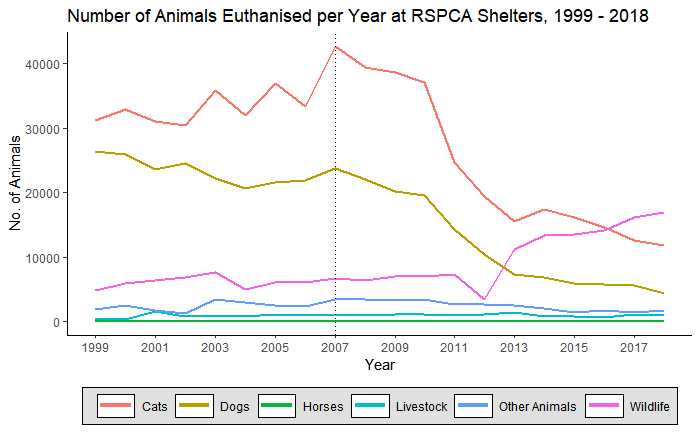 Number of Animals Euthanised per Year at RSPCA Shelters, 1999 - 2018
No. of Animals
40000
30000
20000
10000
0
1999 2001 2003 2005 2007 2009 2011 2013 2015 2017
Year
Cats Dogs Horses Livestock Other Animals Wildlife